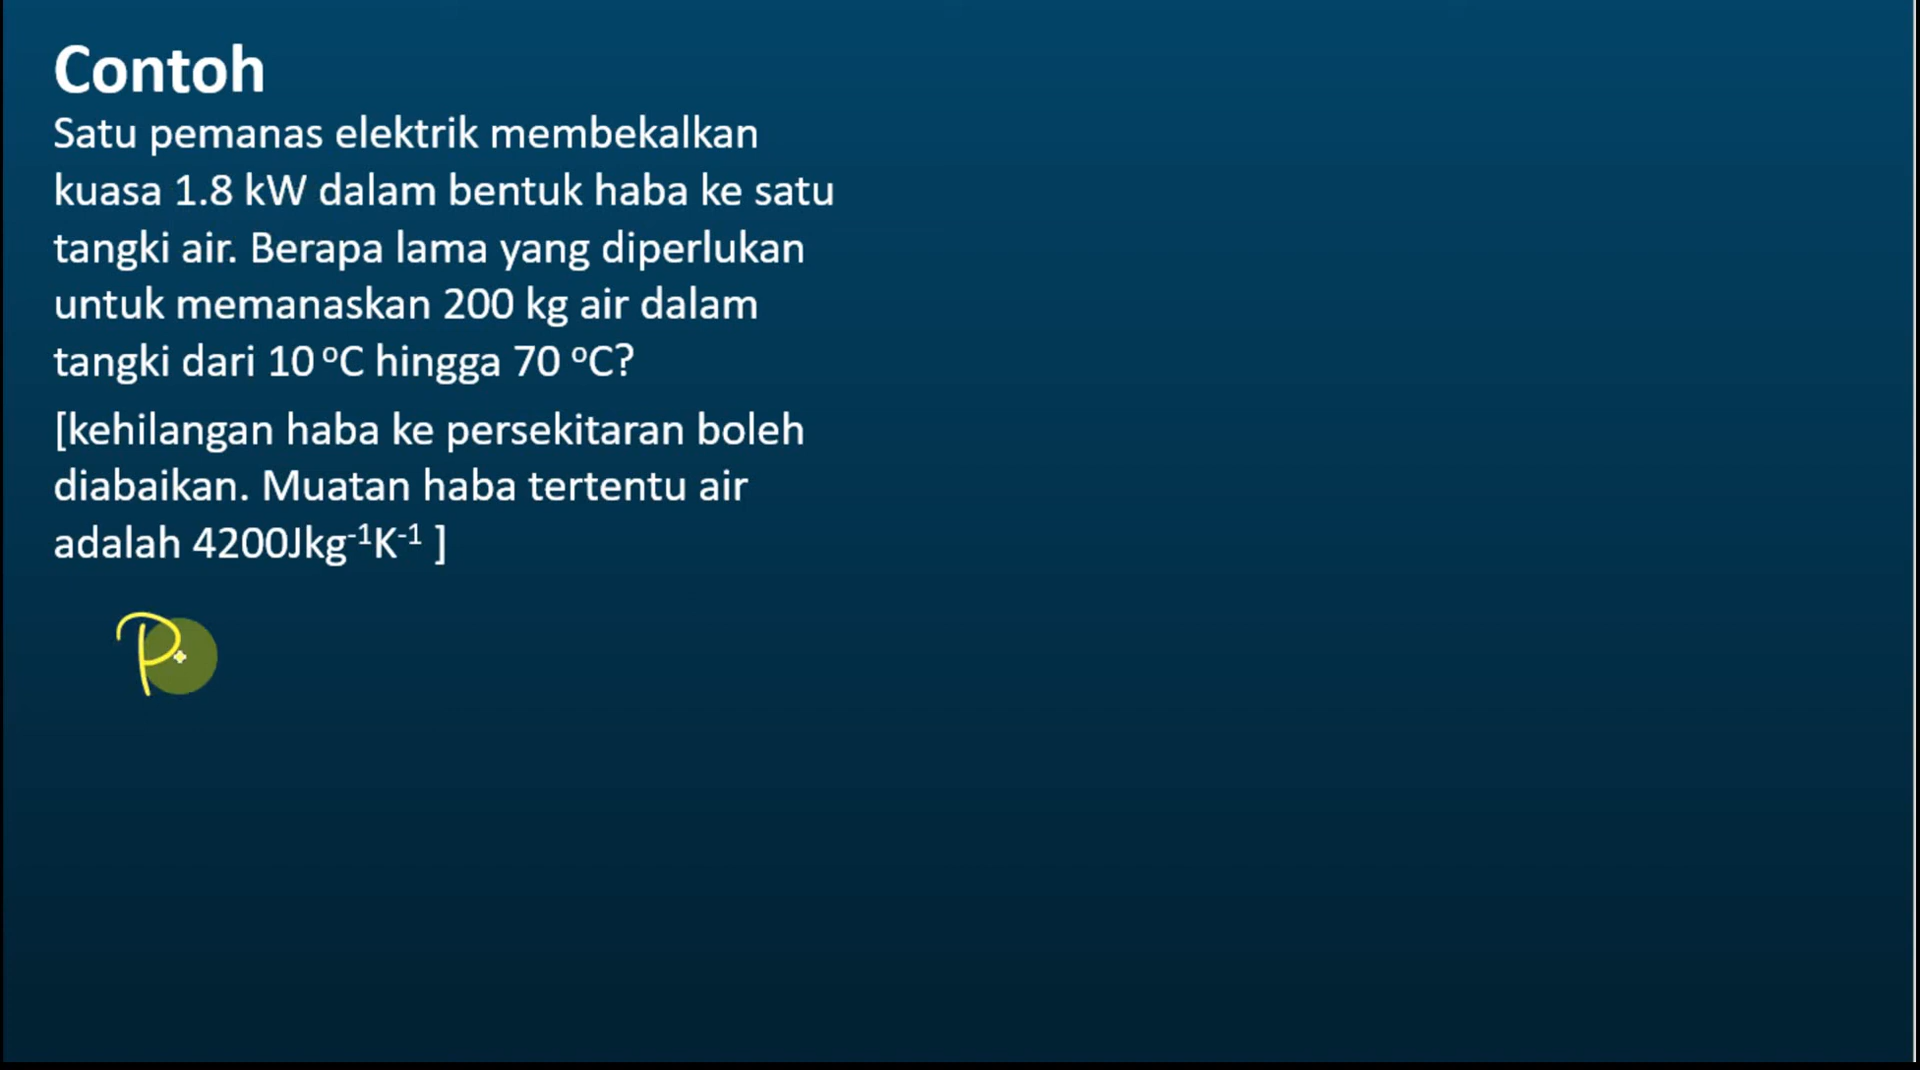 Contoh
Satu pemanas elektrik membekalkan
kuasa 1.8 kW dalam bentuk haba ke satu
tangki air. Berapa lama yang diperlukan
untuk memanaskan 200 kg air dalam
tangki dari 10 ᵒC hingga 70 ᵒC?
[kehilangan haba ke persekitaran boleh
diabaikan. Muatan haba tertentu air
adalah 4200Jkg⁻¹K⁻¹ ]
P